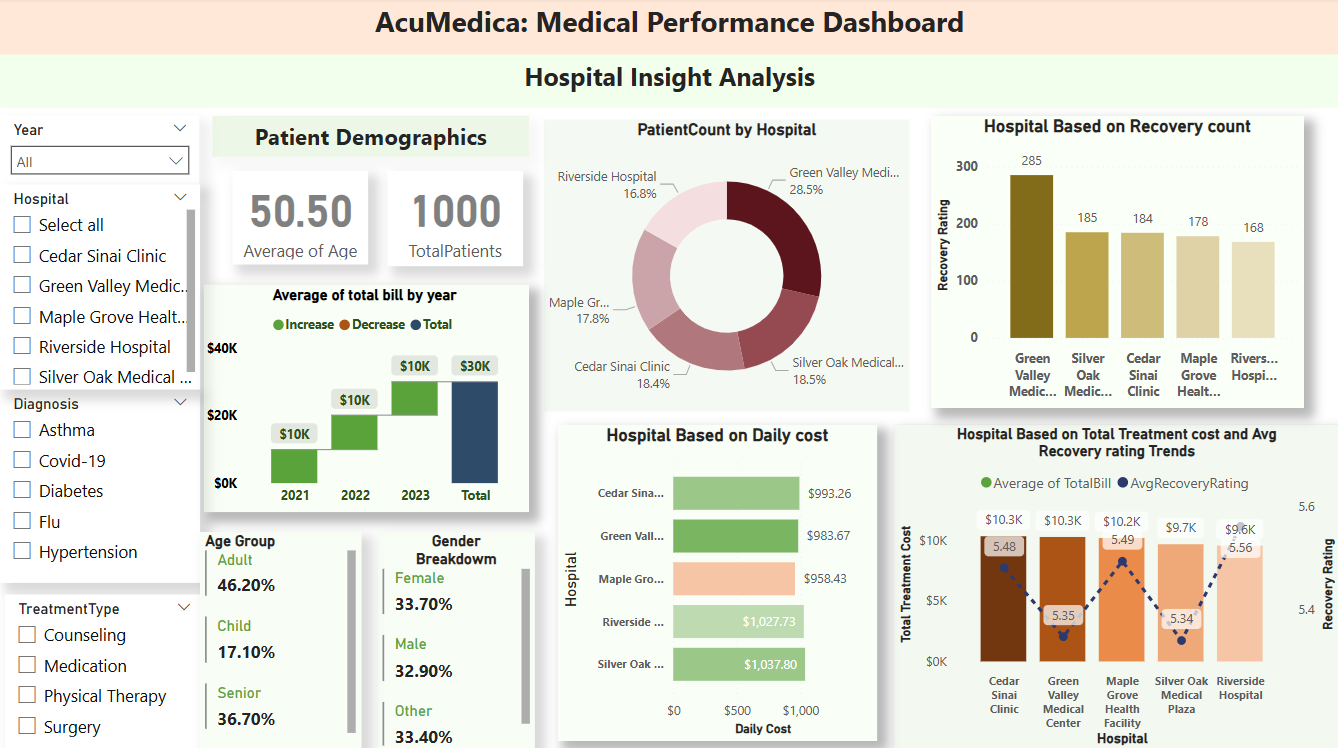 AcuMedica: Medical Performance Dashboard
Hospital Insight Analysis
Year
All
Hospital
Select all
Cedar Sinai Clinic
Green Valley Medic...
Maple Grove Healt...
Riverside Hospital
Silver Oak Medical ...
Diagnosis
Asthma
Covid-19
Diabetes
Flu
Hypertension
TreatmentType
Counseling
Medication
Physical Therapy
Surgery
Patient Demographics
50.50
Average of Age
1000
TotalPatients
Average of total bill by year
Increase Decrease Total
$40K
$20K
$0K
$10K
$10K
$10K
$30K
2021 2022 2023 Total
Age Group
Adult
46.20%
Child
17.10%
Senior
36.70%
Gender
Breakdown
Female
33.70%
Male
32.90%
Other
33.40%
PatientCount by Hospital
Riverside Hospital
16.8%
Green Valley Medi...
28.5%
Maple Gr...
17.8%
Cedar Sinai Clinic
18.4%
Silver Oak Medical...
18.5%
Hospital Based on Recovery count
Recovery Rating
300
200
100
0
285
185
184
178
168
Green
Valley
Medic...
Silver
Oak
Medic...
Cedar
Sinai
Clinic
Maple
Grove
Healt...
Rivers...
Hospi...
Hospital Based on Daily cost
Hospital
Cedar Sina... $993.26
Green Vall... $983.67
Maple Gro... $958.43
Riverside ... $1,027.73
Silver Oak ... $1,037.80
$0 $500 $1,000
Daily Cost
Hospital Based on Total Treatment cost and Avg
Recovery rating Trends
Average of TotalBill AvgRecoveryRating
Total Treatment Cost
$10K
$5K
$0K
$10.3K $10.3K $10.2K $9.7K $9.6K
5.48 5.35 5.49 5.34 5.56
5.6
5.4
Recovery Rating
Cedar
Sinai
Clinic
Green
Valley
Medical
Center
Maple
Grove
Health
Facility
Silver Oak
Medical
Plaza
Riverside
Hospital
Hospital